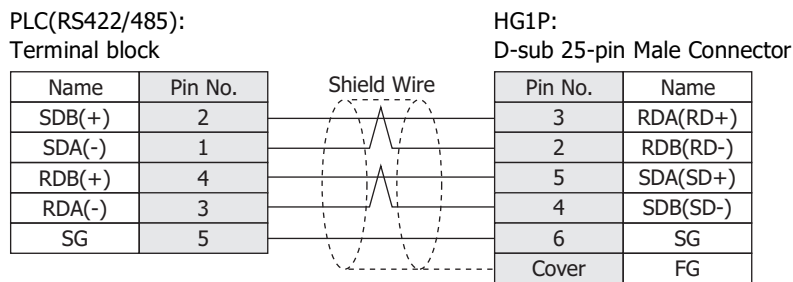 PLC(RS422/485): HG1P:
Terminal block D-sub 25-pin Male Connector
Name Pin No. Shield Wire Pin No. Name
SDB(+) 2 3 RDA(RD+)
SDA(-) 1 2 RDB(RD-)
RDB(+) 4 5 SDA(SD+)
RDA(-) 3 4 SDB(SD-)
SG 5 6 SG
Cover FG